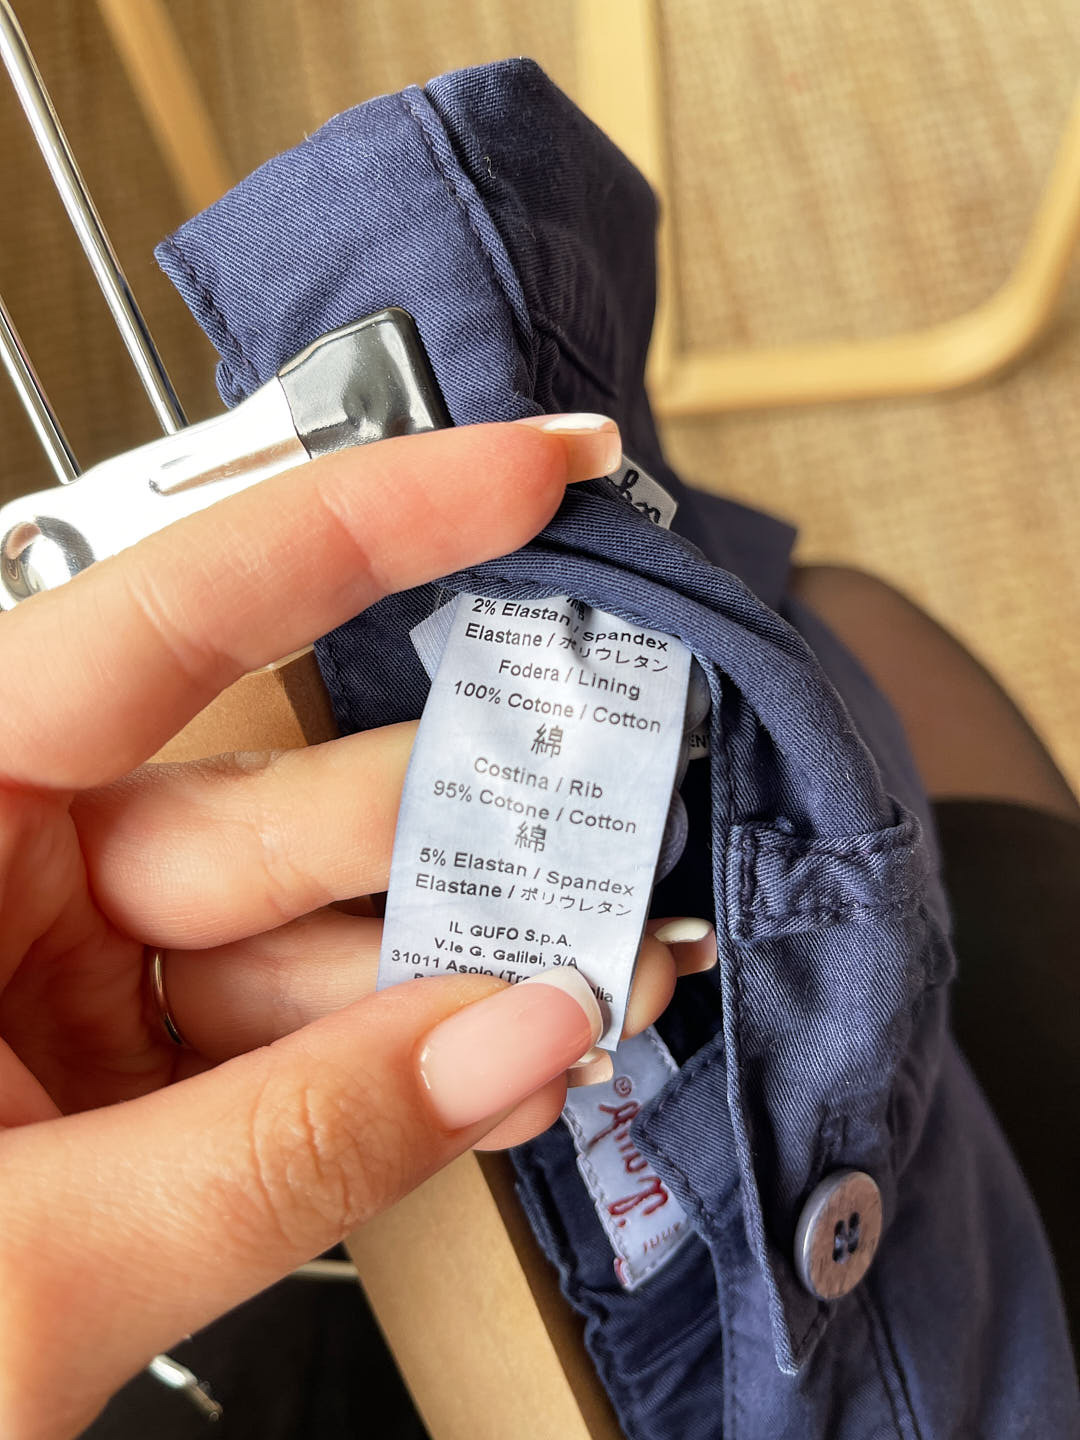 2% Elastan / Spandex
Elastane / ポリウレタン
Fodera / Lining
100% Cotone / Cotton
綿
Costina / Rib
95% Cotone / Cotton
綿
5% Elastan / Spandex
Elastane / ポリウレタン
IL GUFO S.p.A.
V.le G. Galilei, 3/A
31011 Asolo